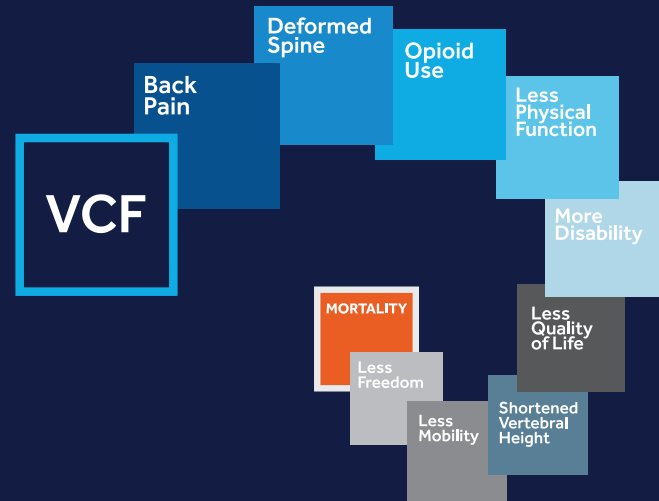 VCF
Back
Pain
Deformed
Spine
Opioid
Use
Less
Physical
Function
More
Disability
Less
Quality
of Life
Shortened
Vertebral
Height
Less
Mobility
Less
Freedom
MORTALITY